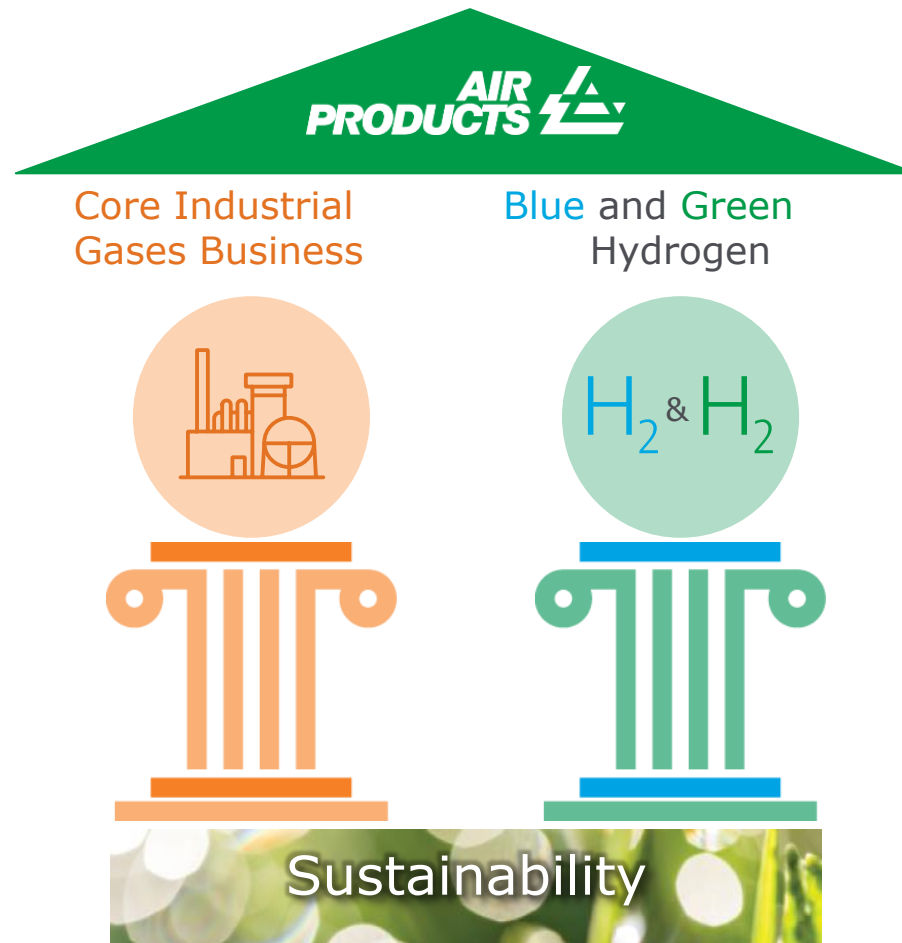 AIR
PRODUCTS
Core Industrial
Gases Business
Blue and Green
Hydrogen
H₂ & H₂
Sustainability